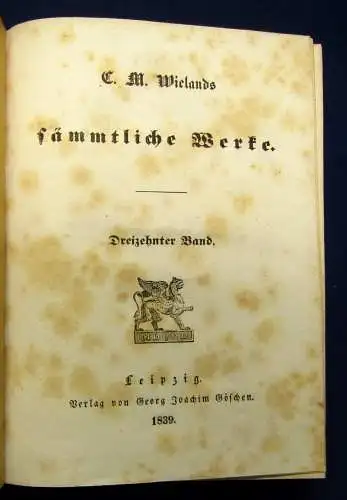 C. M. Wielands
sämmtliche Werke.
Dreizehnter Band.
Leipzig.
Verlag von Georg Joachim Göschen.
1839.